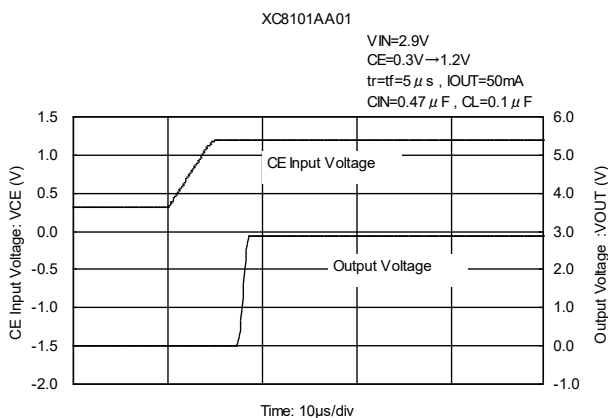 XC8101AA01
VIN=2.9V
CE=0.3V→1.2V
tr=tf=5μs , IOUT=50mA
CIN=0.47μF , CL=0.1μF
CE Input Voltage: VCE (V)
1.5
1.0
0.5
0.0
-0.5
-1.0
-1.5
-2.0
CE Input Voltage
Output Voltage
6.0
5.0
4.0
3.0
2.0
1.0
0.0
-1.0
Output Voltage :VOUT (V)
Time: 10μs/div